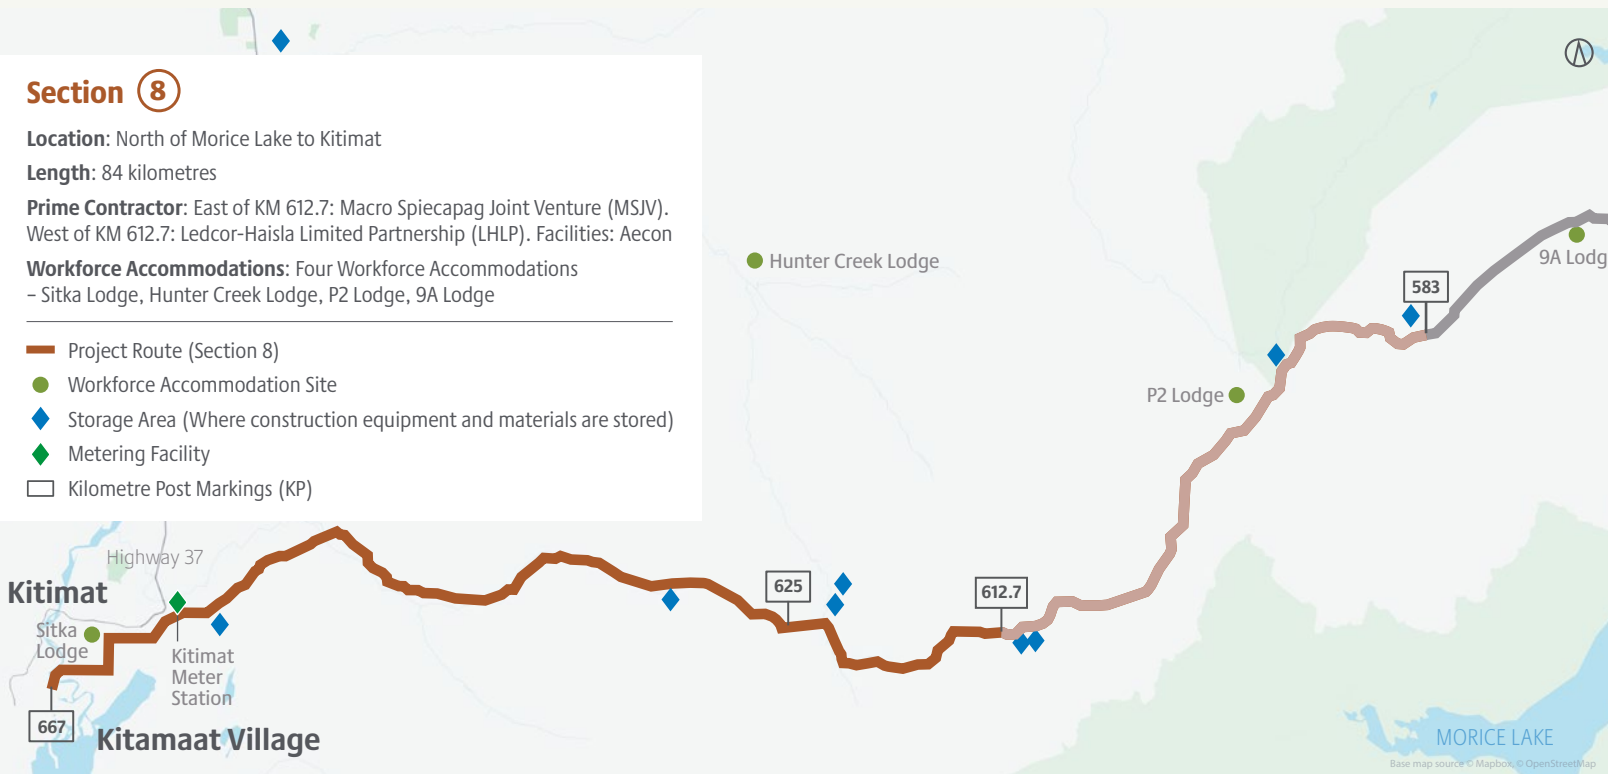 Section 8
Location: North of Morice Lake to Kitimat
Length: 84 kilometres
Prime Contractor: East of KM 612.7: Macro Spiecapag Joint Venture (MSJV).
West of KM 612.7: Ledcor-Haisla Limited Partnership (LHLP). Facilities: Aecon
Workforce Accommodations: Four Workforce Accommodations
– Sitka Lodge, Hunter Creek Lodge, P2 Lodge, 9A Lodge
Project Route (Section 8)
Workforce Accommodation Site
Storage Area (Where construction equipment and materials are stored)
Metering Facility
Kilometre Post Markings (KP)
Hunter Creek Lodge
9A Lodg
583
P2 Lodge
Highway 37
Kitimat
625
612.7
Sitka
Lodge
Kitimat
Meter
Station
667
Kitamaat Village
MORICE LAKE
Base map source © Mapbox, © OpenStreetMap